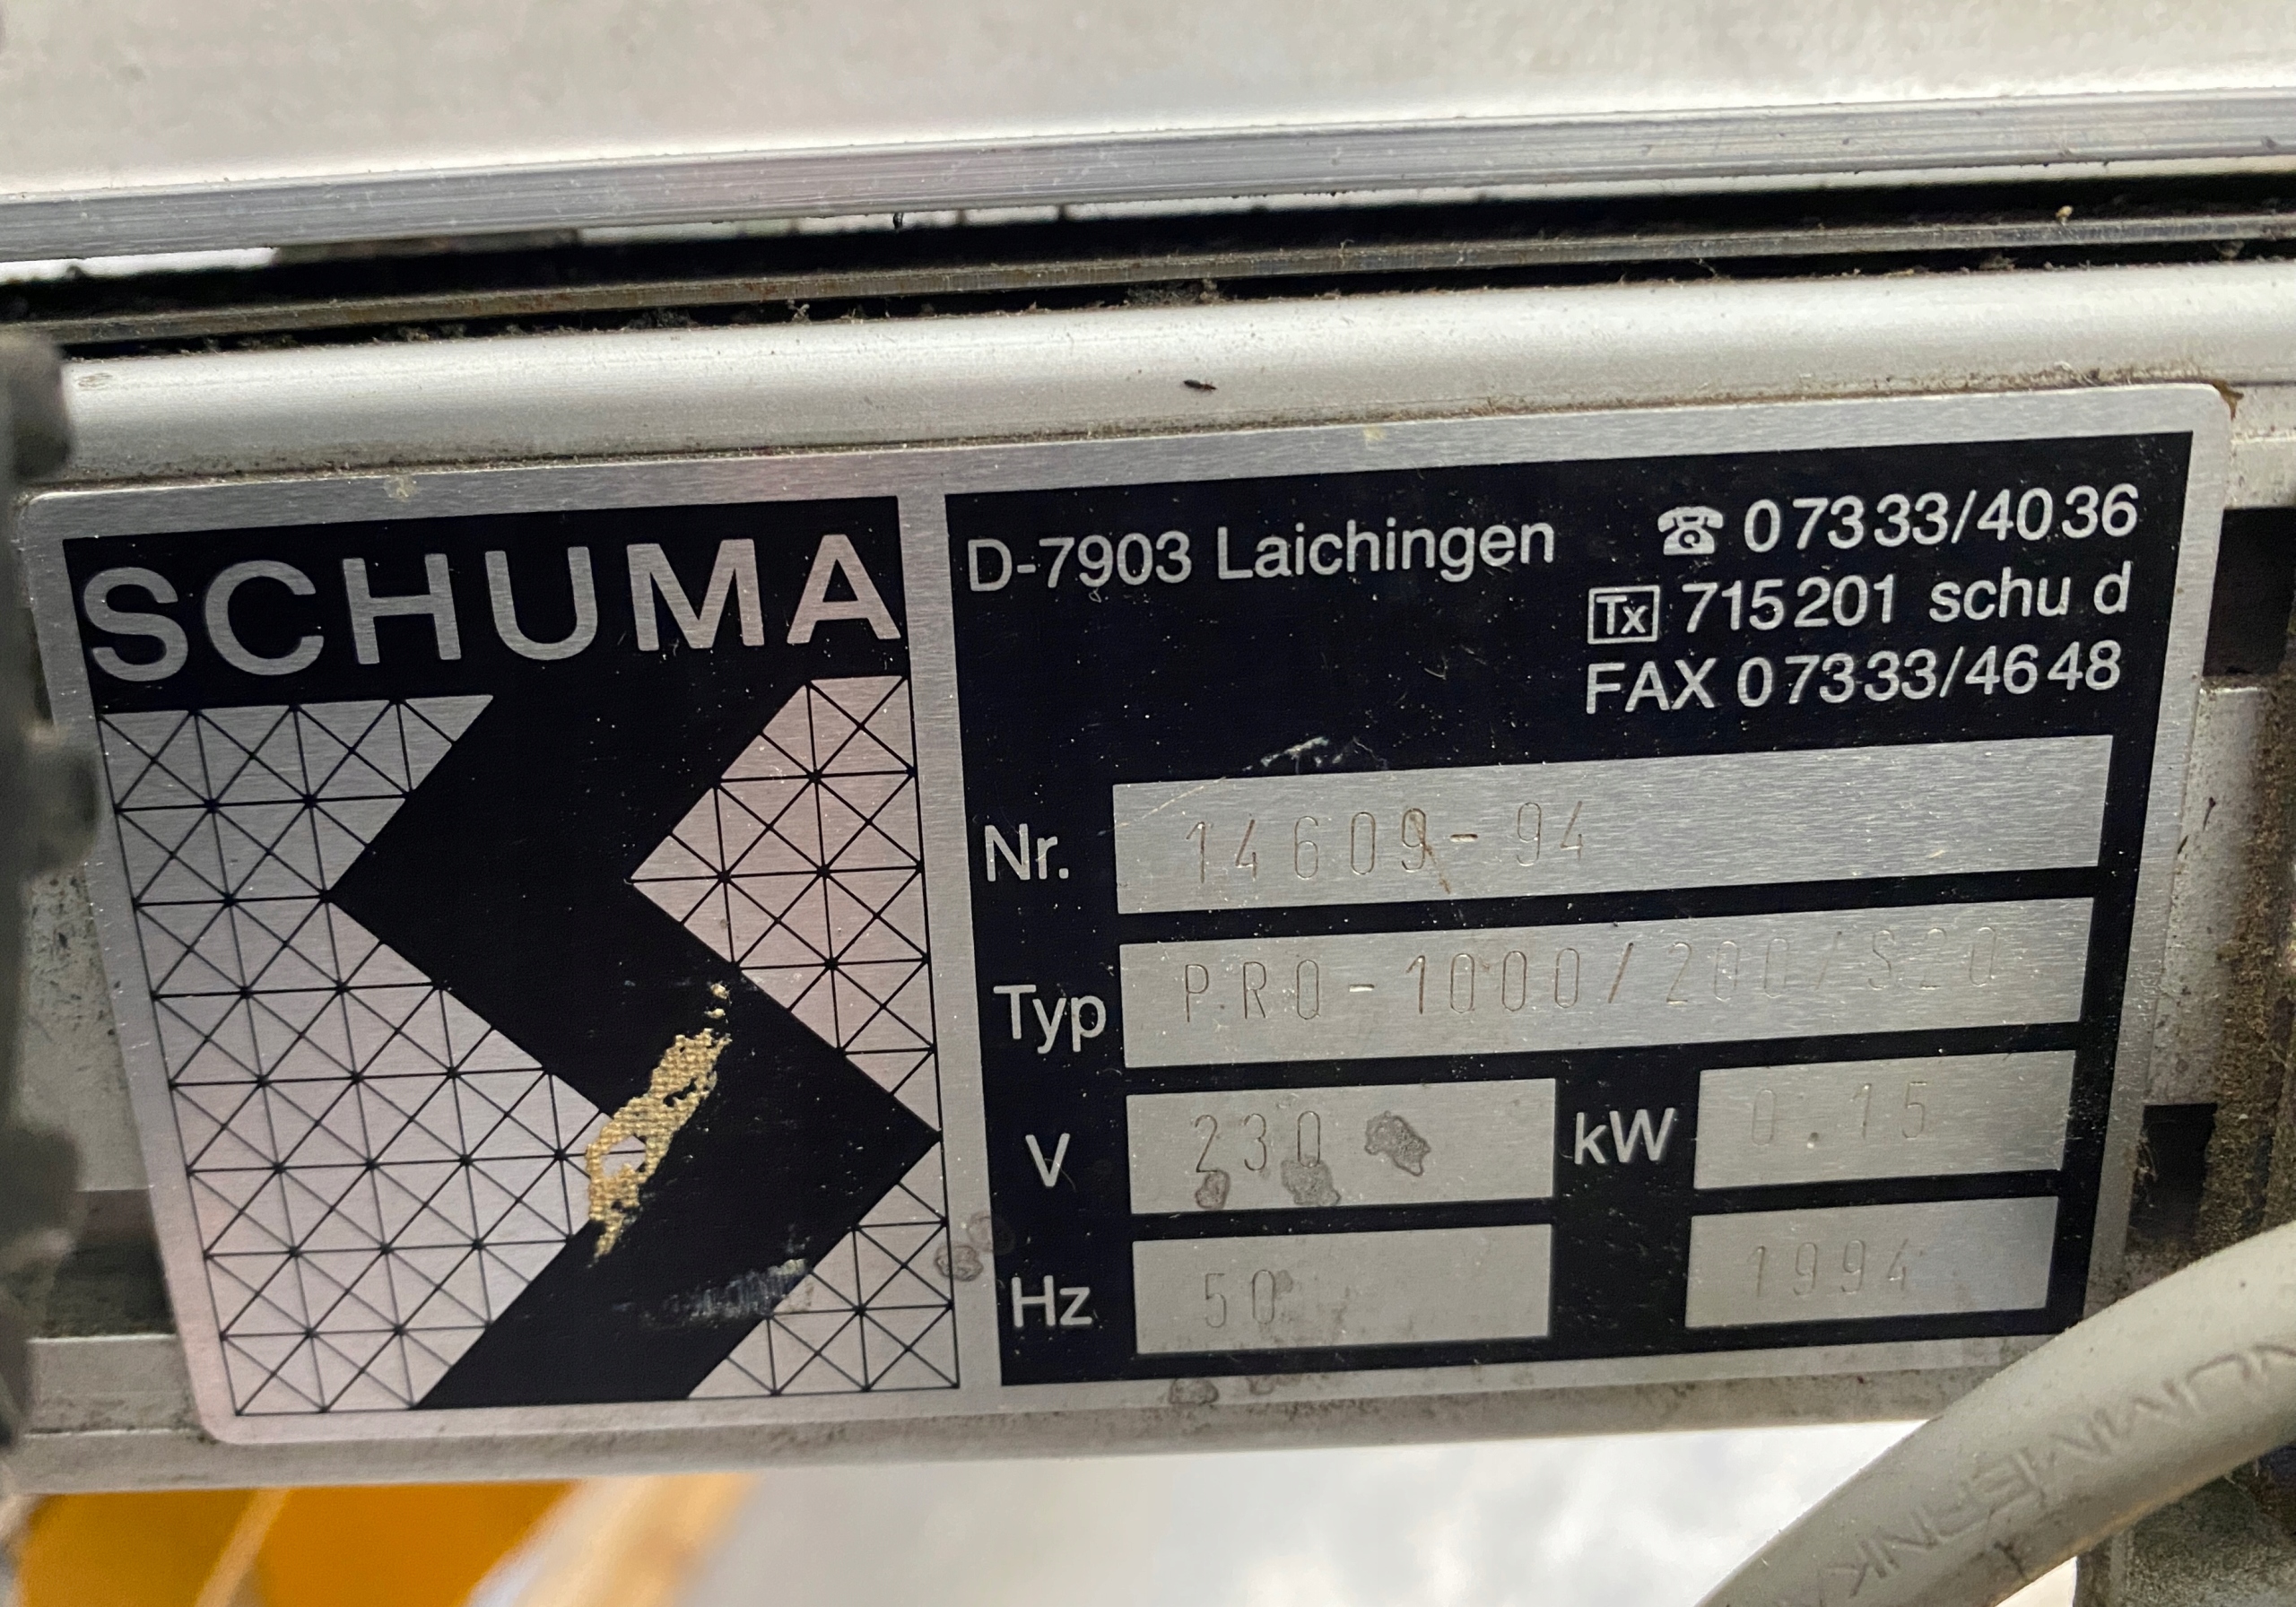 SCHUMA
D-7903 Laichingen
☎ 07333/4036
Tx 715201 schu d
FAX 07333/4648
Nr. 14609-94
Typ PRO-1000/200/S20
V 230 kW 0.15
Hz 50 1994